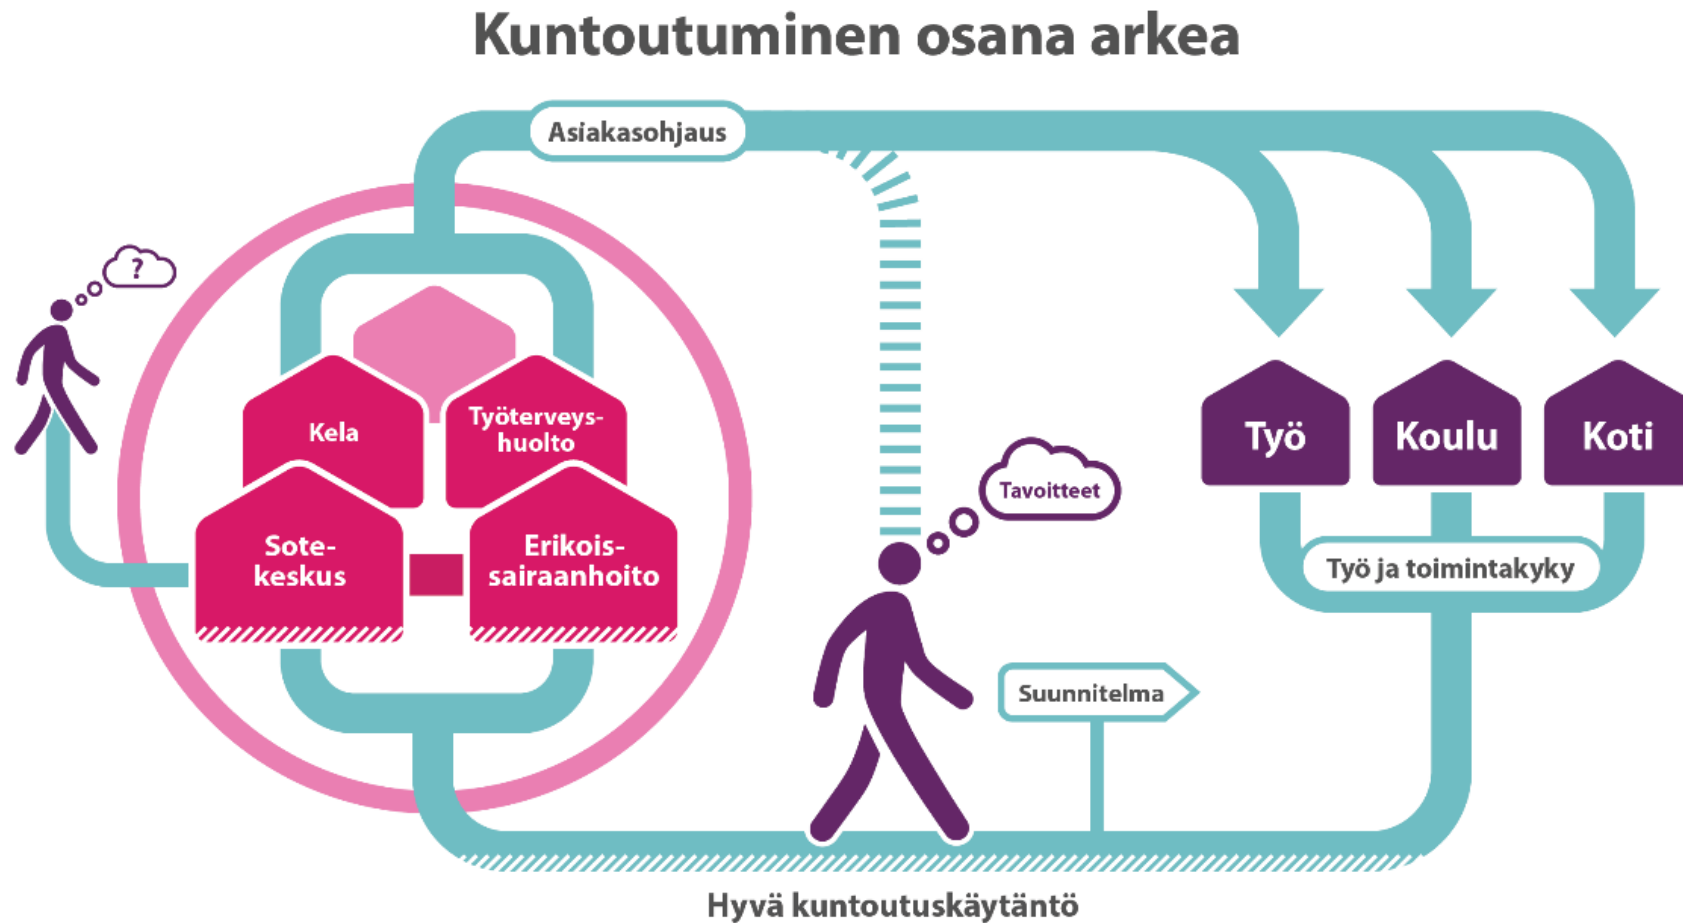 Kuntoutuminen osana arkea
Asiakasohjaus
?
Kela
Työterveys-
huolto
Sote-
keskus
Erikois-
sairaanhoito
Tavoitteet
Suunnitelma
Työ
Koulu
Koti
Työ ja toimintakyky
Hyvä kuntoutuskäytäntö